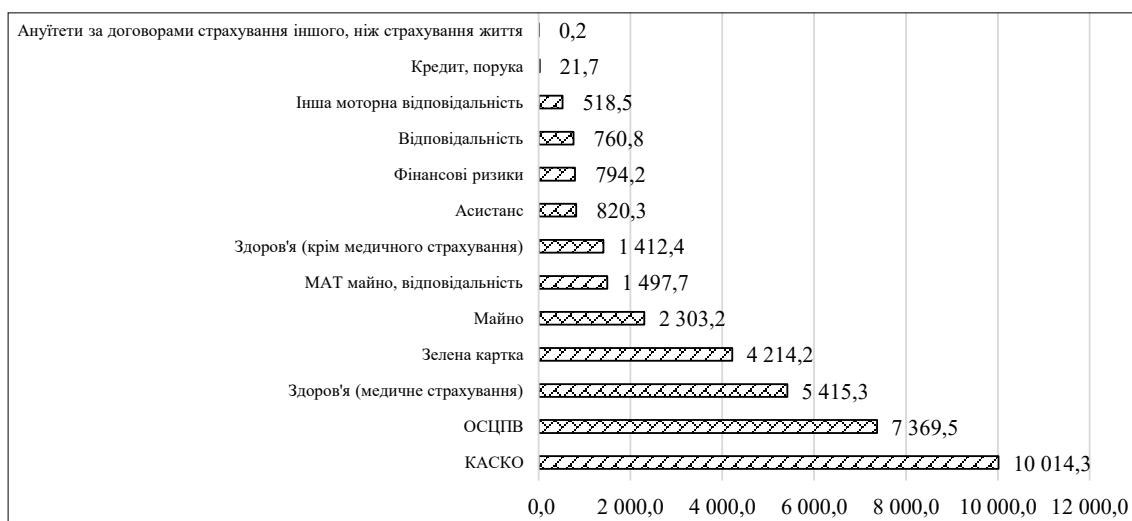 Ануїтети за договорами страхування іншого, ніж страхування життя 0,2
Кредит, порука 21,7
Інша моторна відповідальність 518,5
Відповідальність 760,8
Фінансові ризики 794,2
Асистанс 820,3
Здоров'я (крім медичного страхування) 1 412,4
МАТ майно, відповідальність 1 497,7
Майно 2 303,2
Зелена картка 4 214,2
Здоров'я (медичне страхування) 5 415,3
ОСЦПВ 7 369,5
КАСКО 10 014,3
0,0 2 000,0 4 000,0 6 000,0 8 000,0 10 000,0 12 000,0